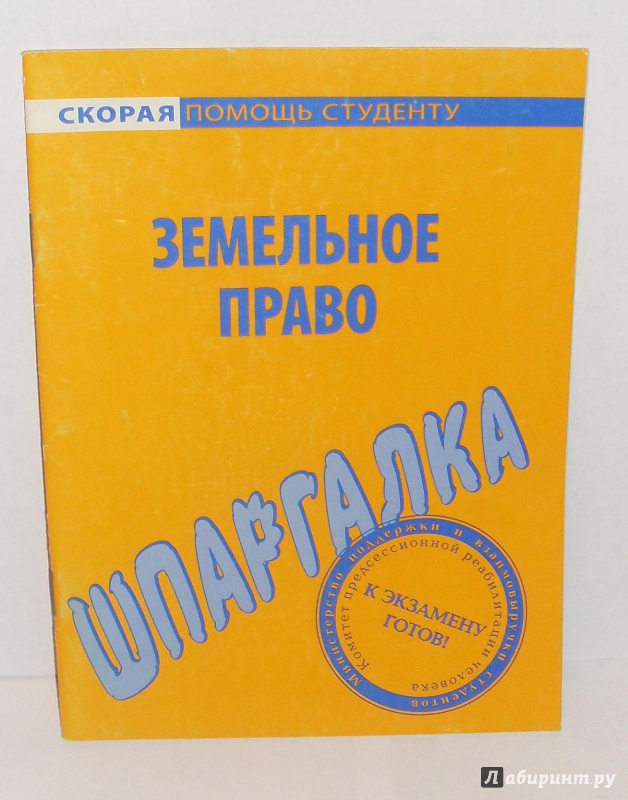 СКОРАЯ ПОМОЩЬ СТУДЕНТУ
ЗЕМЕЛЬНОЕ
ПРАВО
ШПАРГАЛКА
Министерство поддержки и взаимовыручки студентов
Комитет предсессионной реабилитации человека
К ЭКЗАМЕНУ
ГОТОВ!
Лабиринт.ру